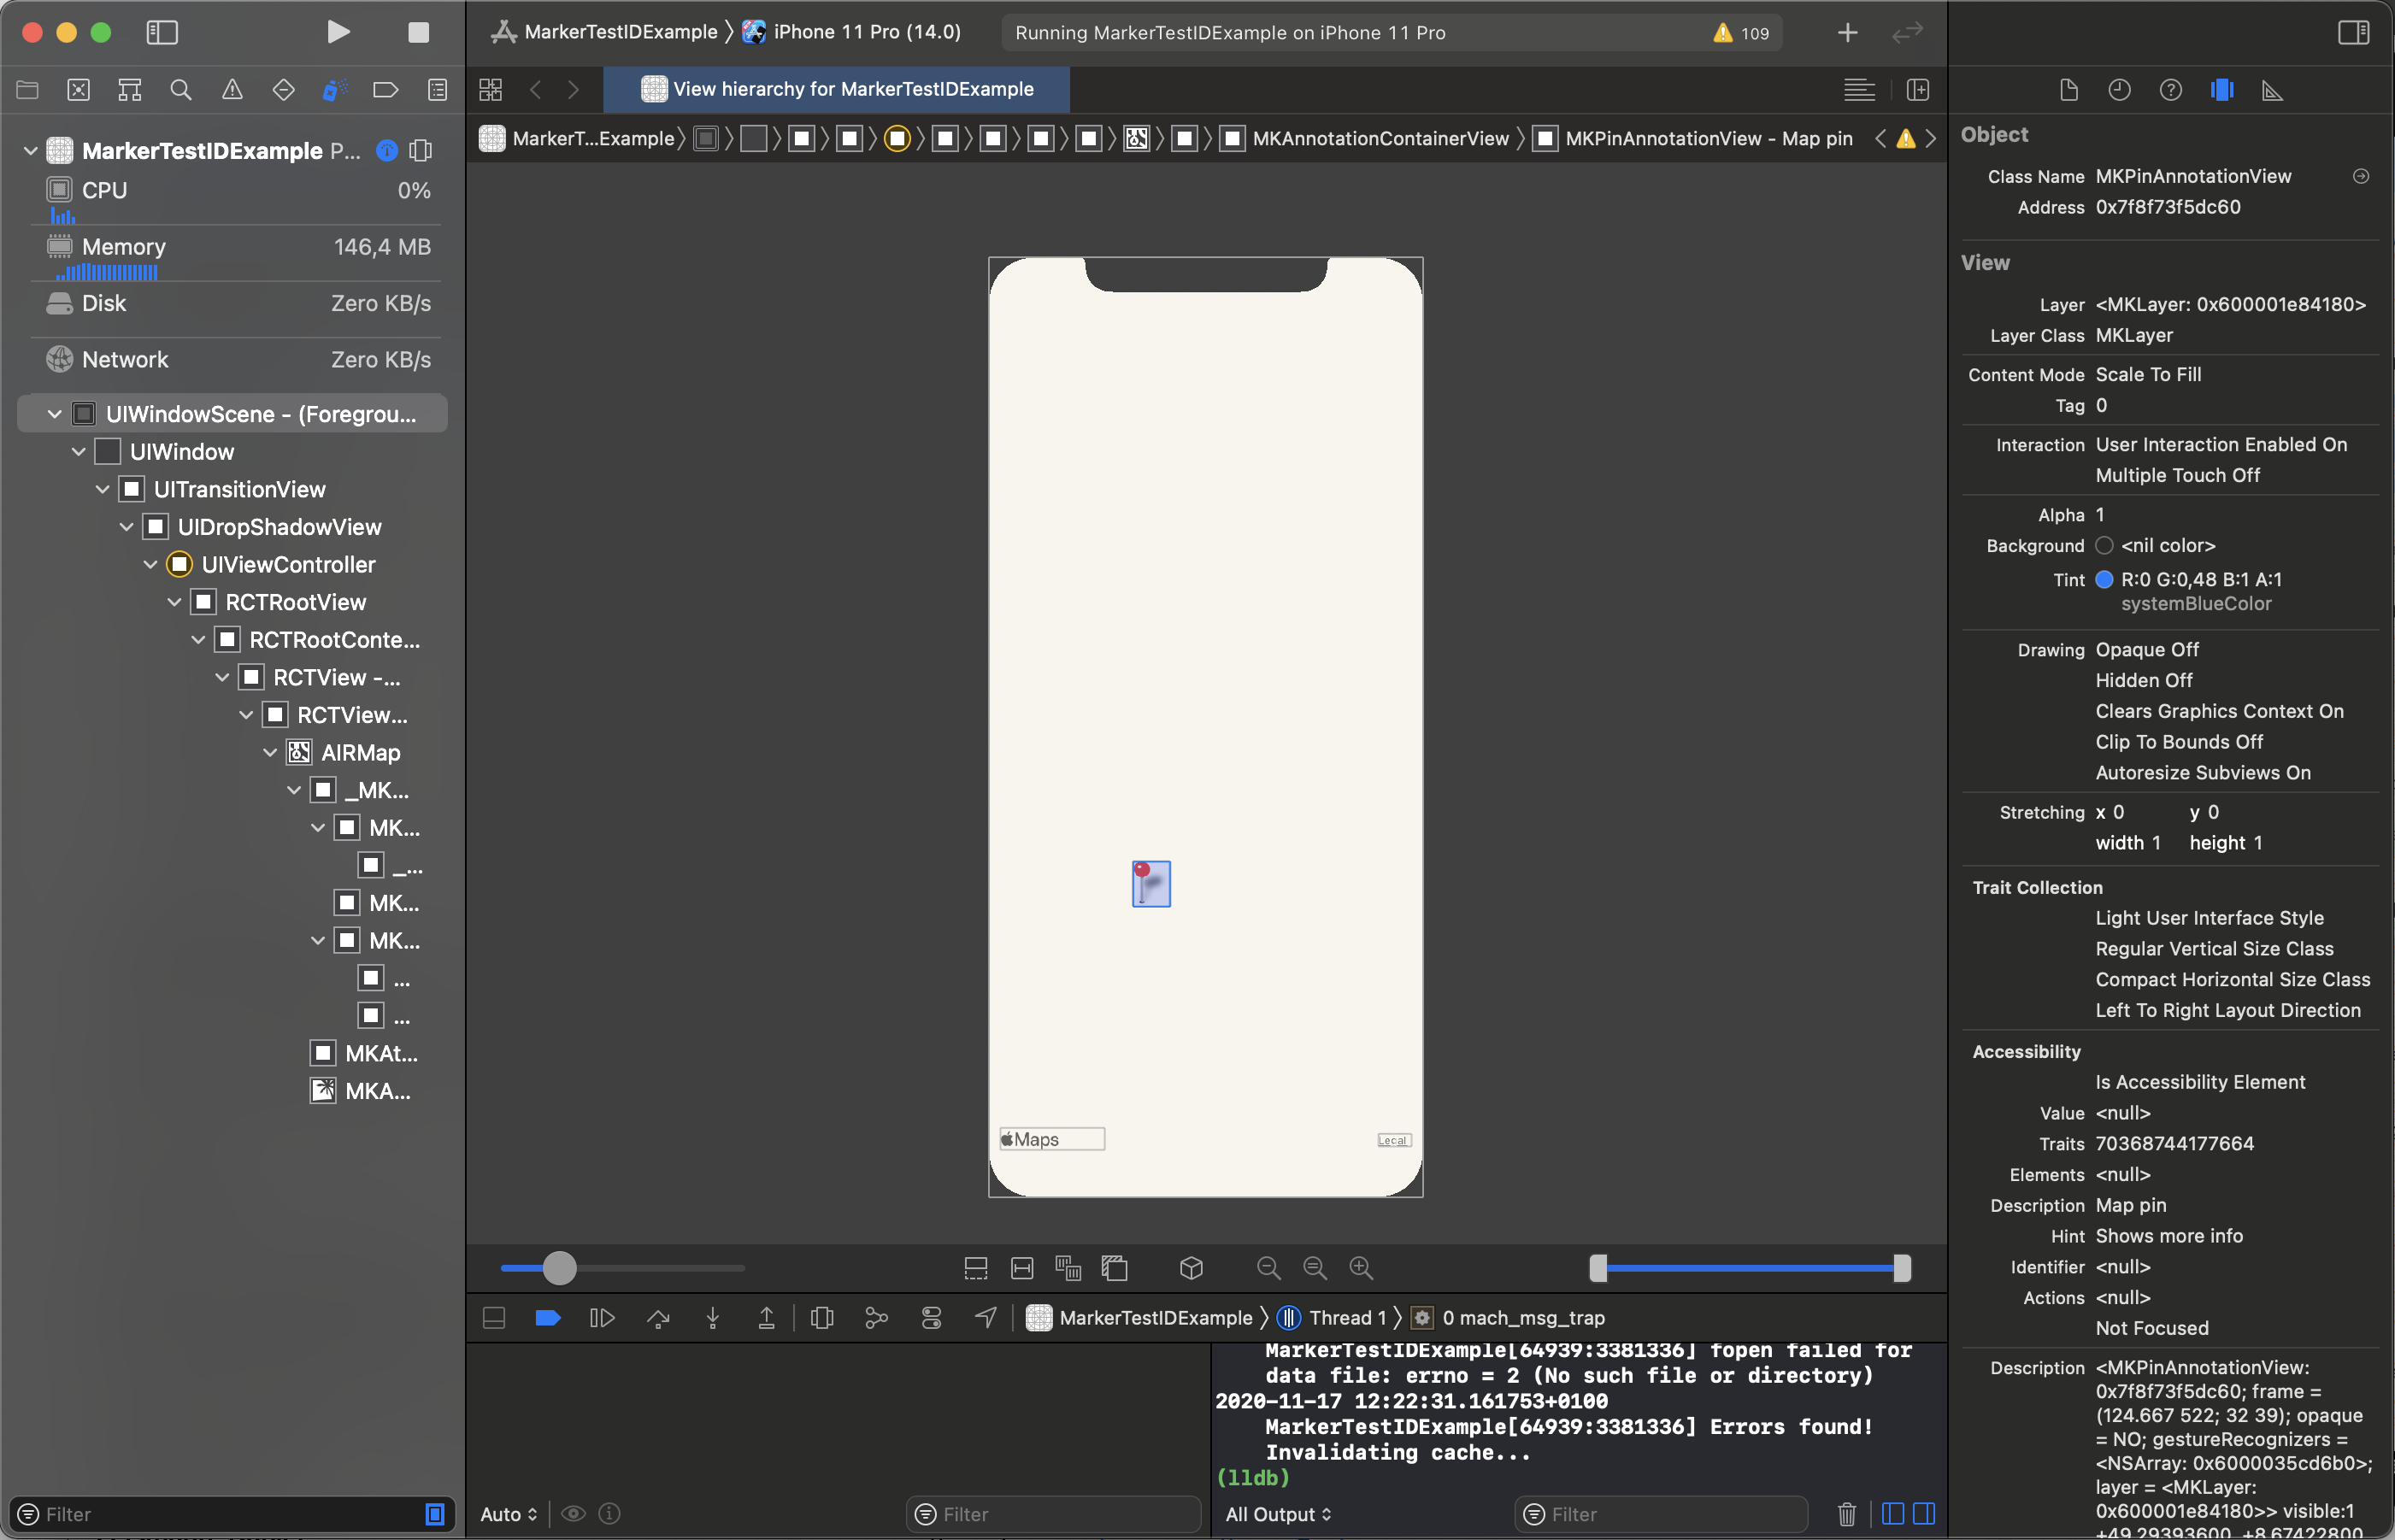 MarkerTestIDExample
iPhone 11 Pro (14.0)
Running MarkerTestIDExample on iPhone 11 Pro
109
View hierarchy for MarkerTestIDExample
MarkerT...Example
MKAnnotationContainerView
MKPinAnnotationView - Map pin
MarkerTestIDExample P...
CPU
0%
Memory
146,4 MB
Disk
Zero KB/s
Network
Zero KB/s
UIWindowScene - (Foregrou...
UIWindow
UITransitionView
UIDropShadowView
UIViewController
RCTRootView
RCTRootConte...
RCTView -...
RCTView...
AIRMap
_MK...
MK...
_...
MK...
MK...
...
...
MKAt...
MKA...
Filter
Maps
Legal
MarkerTestIDExample
Thread 1
0 mach_msg_trap
MarkerTestIDExample[64939:3381336] fopen failed for
data file: errno = 2 (No such file or directory)
2020-11-17 12:22:31.161753+0100
MarkerTestIDExample[64939:3381336] Errors found!
Invalidating cache...
(lldb)
Auto
Filter
All Output
Filter
Object
Class Name MKPinAnnotationView
Address 0x7f8f73f5dc60
View
Layer <MKLayer: 0x600001e84180>
Layer Class MKLayer
Content Mode Scale To Fill
Tag 0
Interaction User Interaction Enabled On
Multiple Touch Off
Alpha 1
Background <nil color>
Tint R:0 G:0,48 B:1 A:1
systemBlueColor
Drawing Opaque Off
Hidden Off
Clears Graphics Context On
Clip To Bounds Off
Autoresize Subviews On
Stretching x 0 y 0
width 1 height 1
Trait Collection
Light User Interface Style
Regular Vertical Size Class
Compact Horizontal Size Class
Left To Right Layout Direction
Accessibility
Is Accessibility Element
Value <null>
Traits 70368744177664
Elements <null>
Description Map pin
Hint Shows more info
Identifier <null>
Actions <null>
Not Focused
Description <MKPinAnnotationView:
0x7f8f73f5dc60; frame =
(124.667 522; 32 39); opaque
= NO; gestureRecognizers =
<NSArray: 0x6000035cd6b0>;
layer = <MKLayer:
0x600001e84180>> visible:1
+49.29393600, +8.67422800